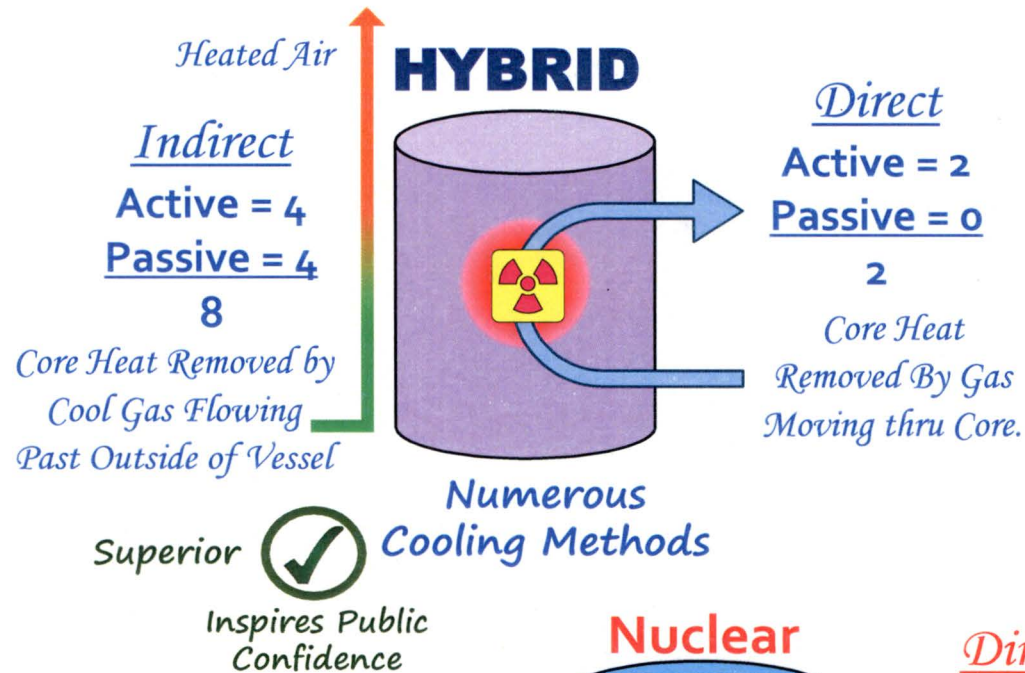 Heated Air
HYBRID
Indirect
Active = 4
Passive = 4
8
Core Heat Removed by
Cool Gas Flowing
Past Outside of Vessel
Direct
Active = 2
Passive = 0
2
Core Heat
Removed By Gas
Moving thru Core.
Numerous
Cooling Methods
Superior
Inspires Public
Confidence
Nuclear